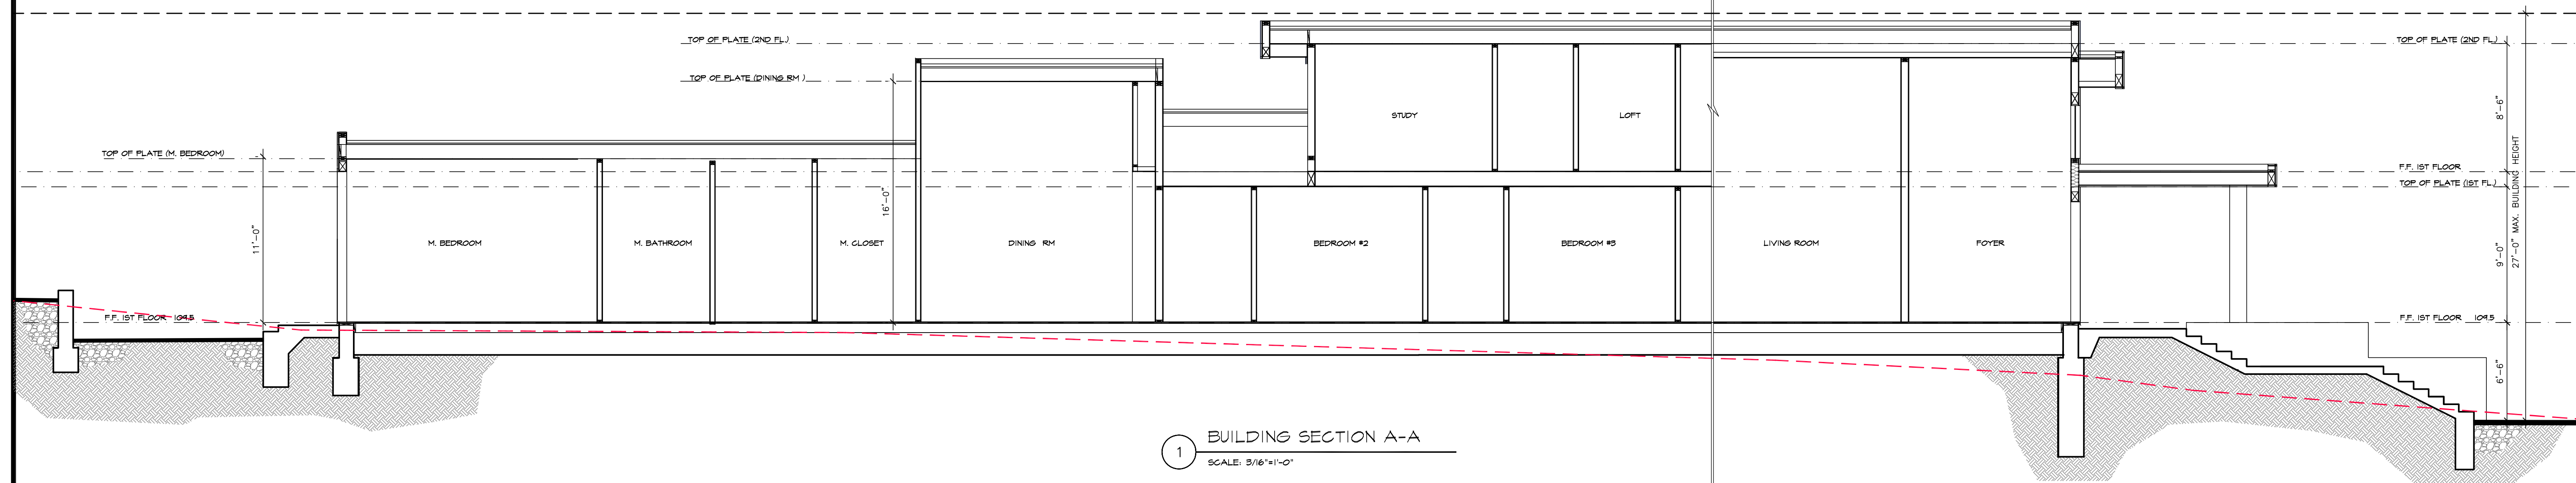 TOP OF PLATE (2ND FL.)
TOP OF PLATE (2ND FL.)
TOP OF PLATE (DINING RM )
8'-6"
STUDY
LOFT
TOP OF PLATE (M. BEDROOM)
F.F. 1ST FLOOR
TOP OF PLATE (1ST FL.)
27'-0" MAX. BUILDING HEIGHT
16'-0"
11'-0"
M. BEDROOM
M. BATHROOM
M. CLOSET
DINING RM
BEDROOM #2
BEDROOM #3
LIVING ROOM
FOYER
9'-0"
F.F. 1ST FLOOR 109.5
F.F. 1ST FLOOR 109.5
6'-6"
1
BUILDING SECTION A-A
SCALE: 3/16"=1'-0"